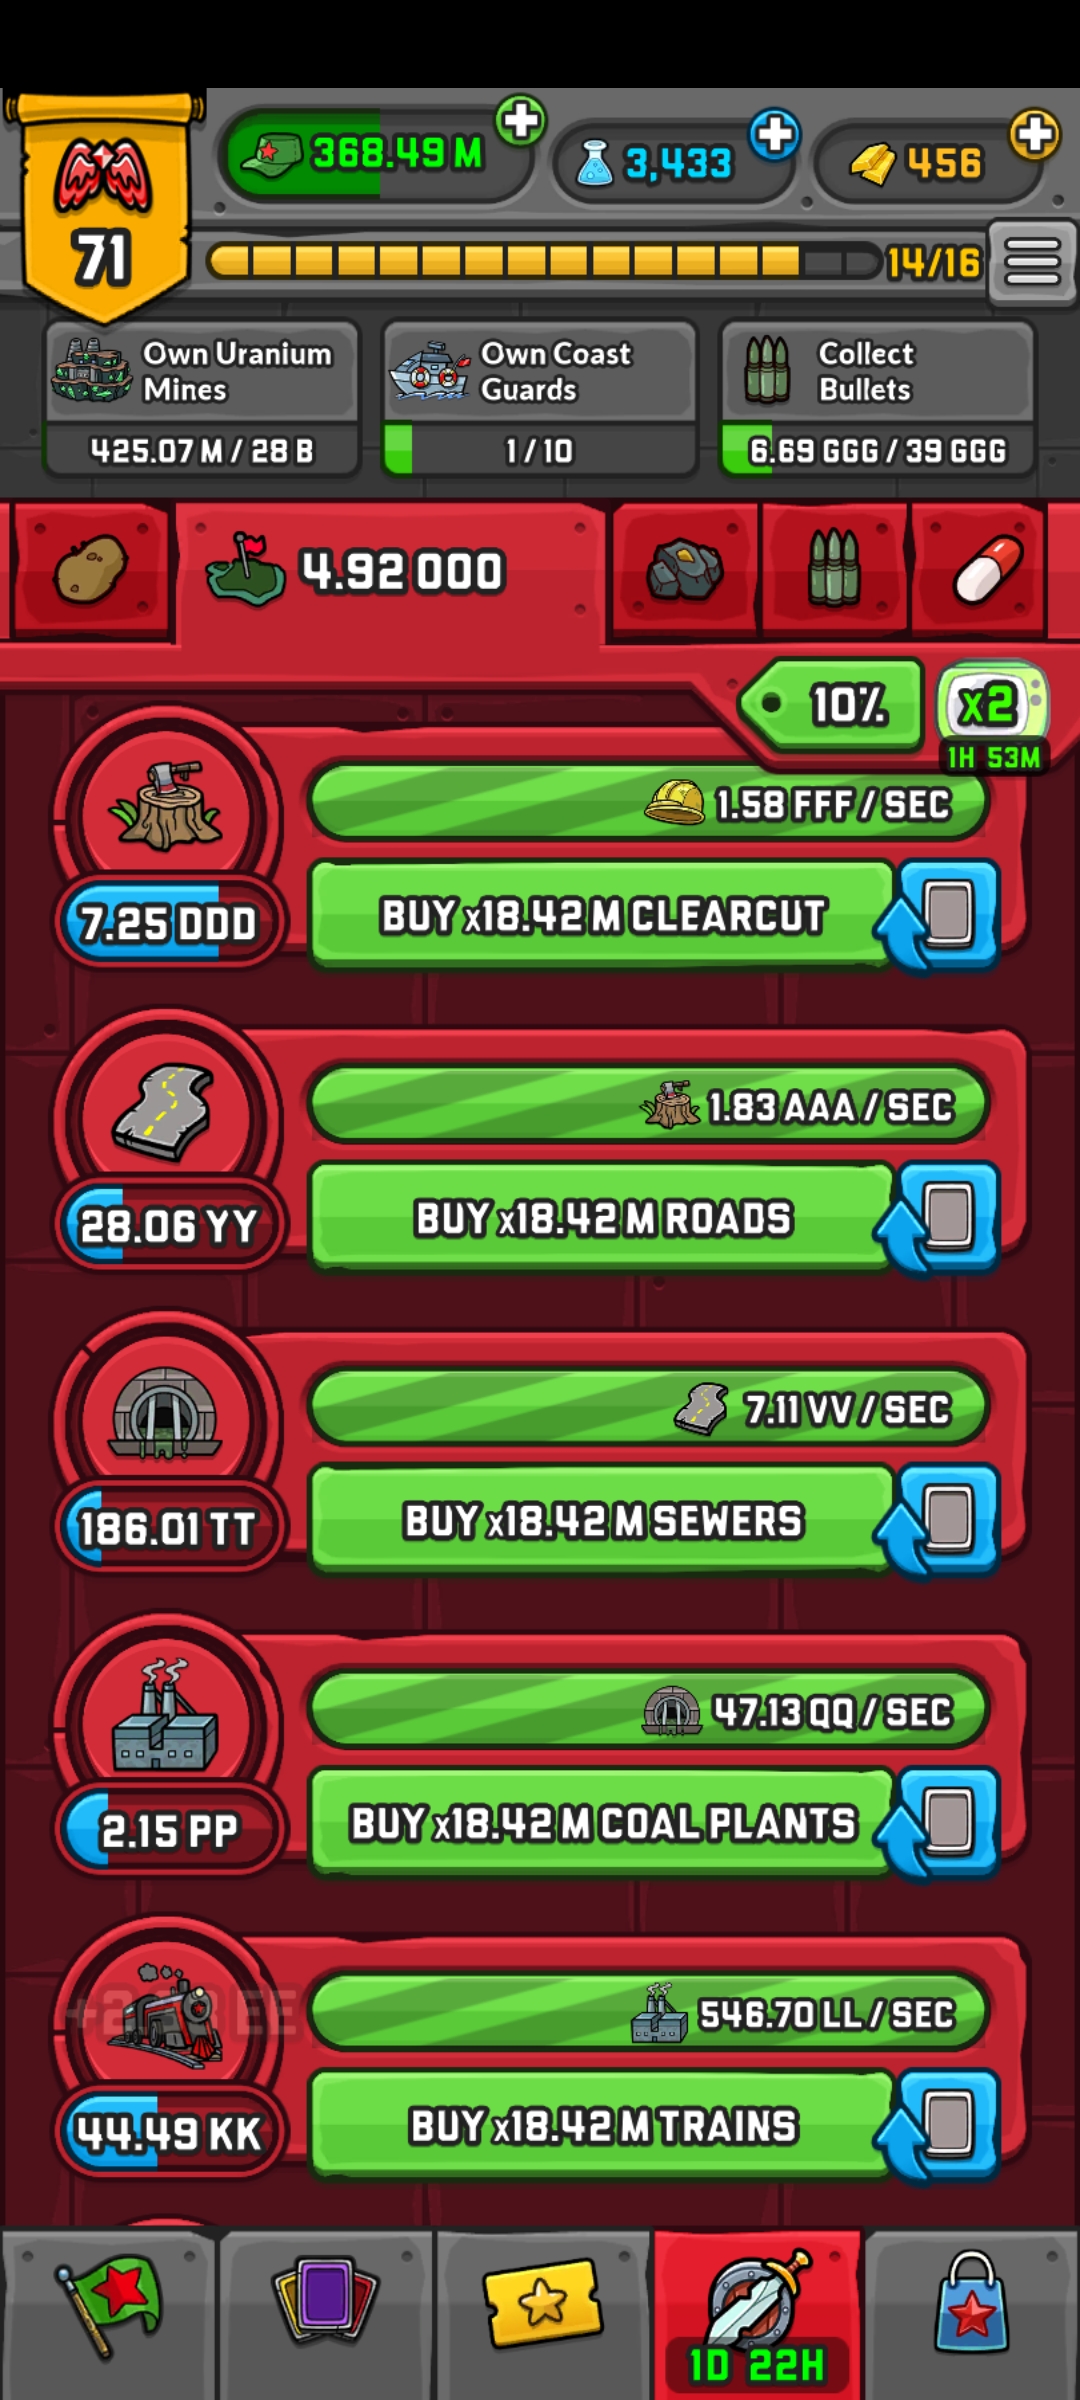 71
368.49 M
3,433
456
14/16
Own Uranium
Mines
425.07 M / 28 B
Own Coast
Guards
1 / 10
Collect
Bullets
6.69 GGG / 39 GGG
4.92 OOO
10%
x2
1H 53M
1.58 FFF / SEC
7.25 DDD
BUY x18.42 M CLEARCUT
1.83 AAA / SEC
28.06 YY
BUY x18.42 M ROADS
7.11 VV / SEC
186.01 TT
BUY x18.42 M SEWERS
47.13 QQ / SEC
2.15 PP
BUY x18.42 M COAL PLANTS
546.70 LL / SEC
44.49 KK
BUY x18.42 M TRAINS
1D 22H